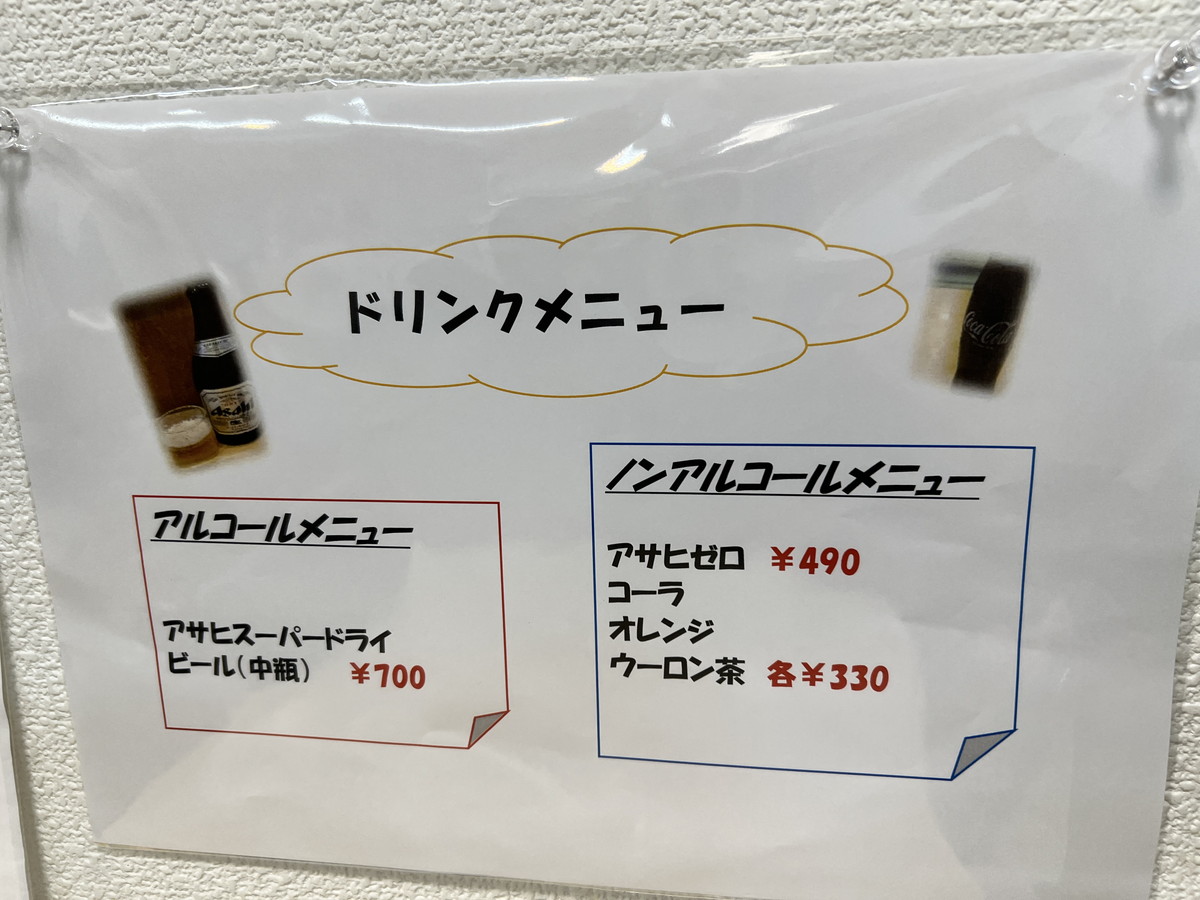 ドリンクメニュー
Asahi
Coca-Cola
アルコールメニュー
アサヒスーパードライ
ビール(中瓶) ￥700
ノンアルコールメニュー
アサヒゼロ ￥490
コーラ
オレンジ
ウーロン茶 各￥330